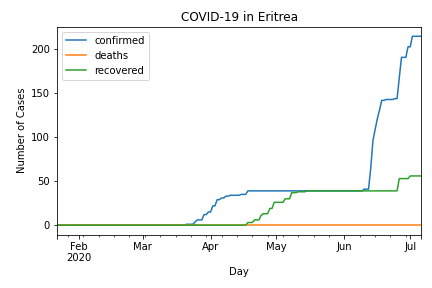 COVID-19 in Eritrea
confirmed
deaths
recovered
Number of Cases
200
150
100
50
0
Feb Mar Apr May Jun Jul
2020
Day